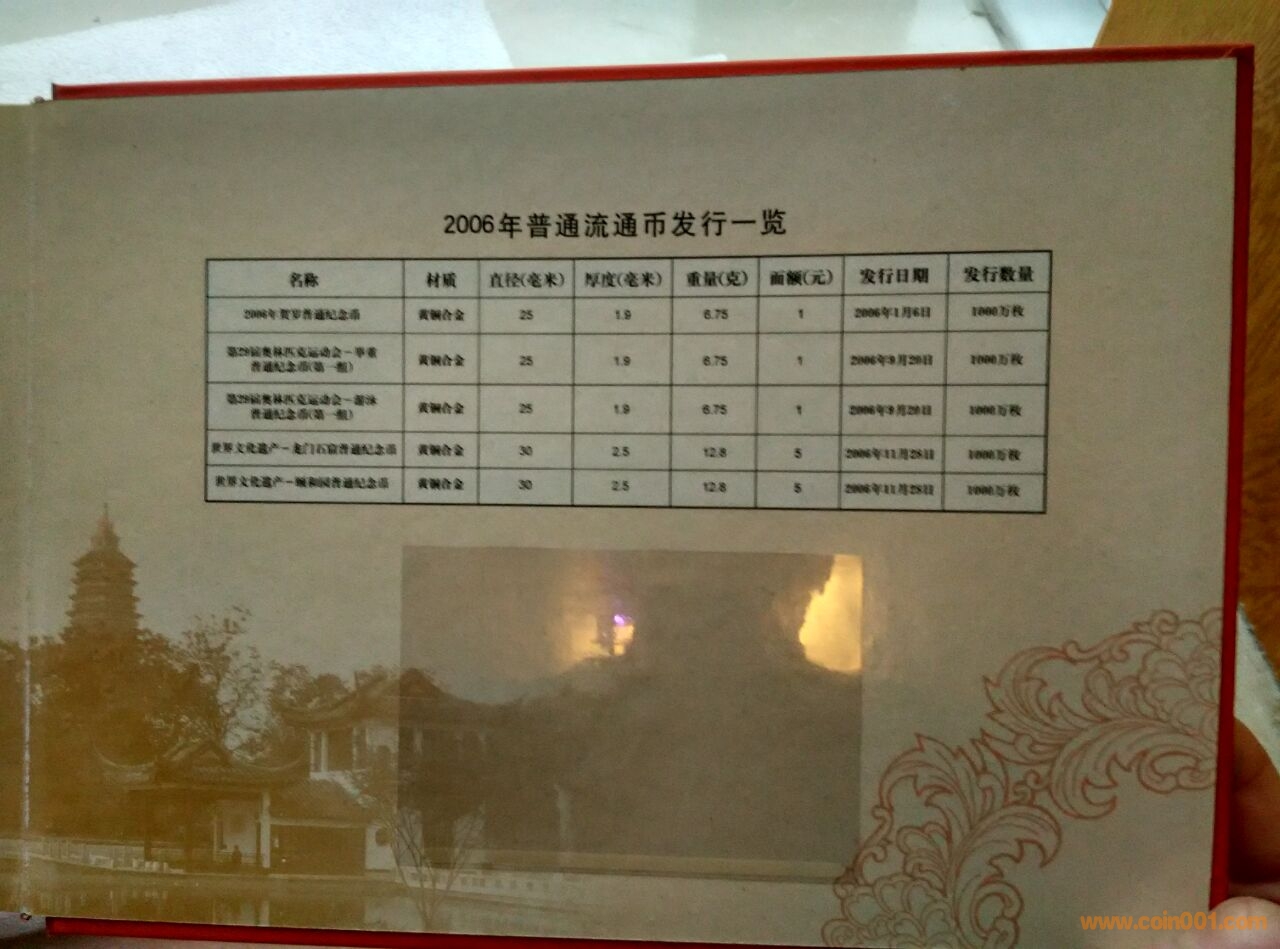 2006年普通流通币发行一览
名称 材质 直径(毫米) 厚度(毫米) 重量(克) 面额(元) 发行日期 发行数量
2006年贺岁普通纪念币 黄铜合金 25 1.9 6.75 1 2006年1月6日 1000万枚
第29届奥林匹克运动会－举重
普通纪念币(第一组) 黄铜合金 25 1.9 6.75 1 2006年9月20日 1000万枚
第29届奥林匹克运动会－游泳
普通纪念币(第一组) 黄铜合金 25 1.9 6.75 1 2006年9月20日 1000万枚
世界文化遗产－龙门石窟普通纪念币 黄铜合金 30 2.5 12.8 5 2006年11月28日 1000万枚
世界文化遗产－颐和园普通纪念币 黄铜合金 30 2.5 12.8 5 2006年11月28日 1000万枚
www.coin001.com